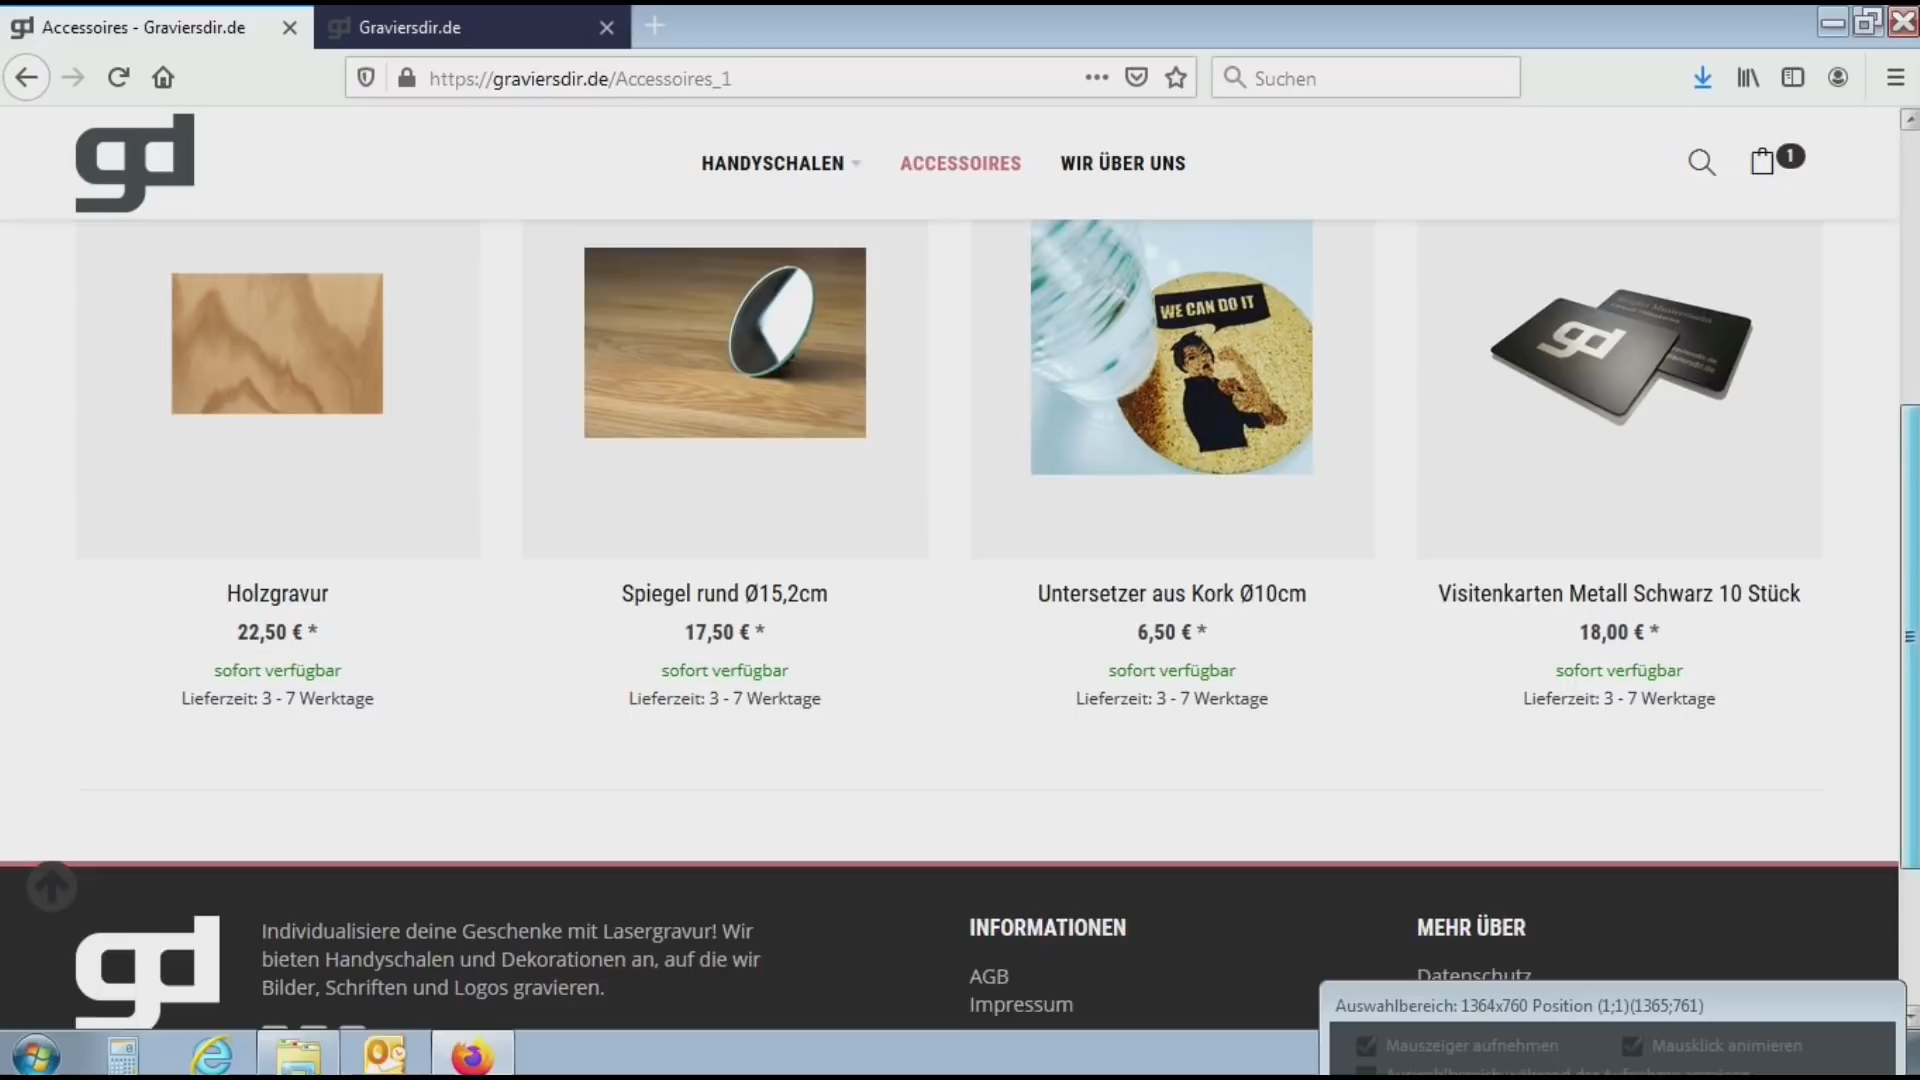 Accessoires - Graviersdir.de
Graviersdir.de
https://graviersdir.de/Accessoires_1
Suchen
gd
HANDYSCHALEN
ACCESSOIRES
WIR ÜBER UNS
1
WE CAN DO IT
gd
Holzgravur
22,50 € *
sofort verfügbar
Lieferzeit: 3 - 7 Werktage
Spiegel rund Ø15,2cm
17,50 € *
sofort verfügbar
Lieferzeit: 3 - 7 Werktage
Untersetzer aus Kork Ø10cm
6,50 € *
sofort verfügbar
Lieferzeit: 3 - 7 Werktage
Visitenkarten Metall Schwarz 10 Stück
18,00 € *
sofort verfügbar
Lieferzeit: 3 - 7 Werktage
gd
Individualisiere deine Geschenke mit Lasergravur! Wir
bieten Handyschalen und Dekorationen an, auf die wir
Bilder, Schriften und Logos gravieren.
INFORMATIONEN
AGB
Impressum
MEHR ÜBER
Datenschutz
Auswahlbereich: 1364x760 Position (1;1)(1365;761)
Mauszeiger aufnehmen
Mausklick animieren